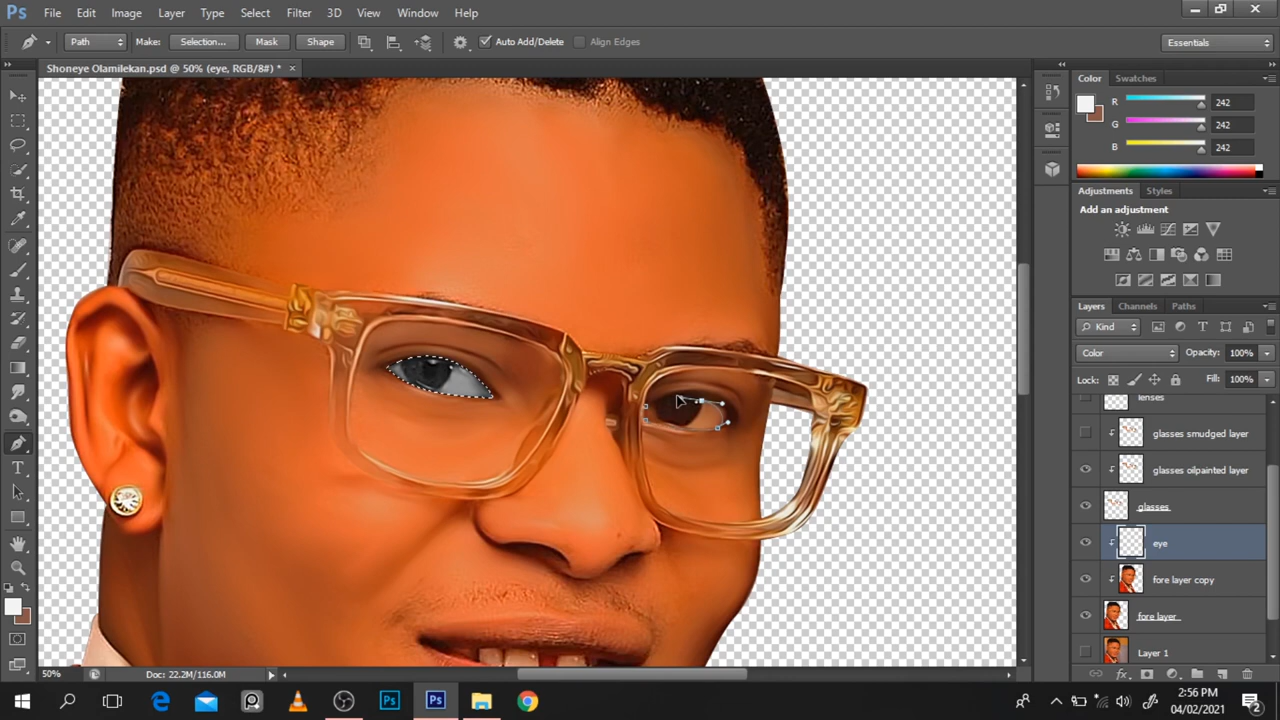 Ps File Edit Image Layer Type Select Filter 3D View Window Help
Path Make: Selection... Mask Shape Auto Add/Delete Align Edges Essentials
Shoneye Olamilekan.psd @ 50% (eye, RGB/8#) * ×
Color Swatches
R 242
G 242
B 242
Adjustments Styles
Add an adjustment
Layers Channels Paths
Kind
Color Opacity: 100%
Lock: Fill: 100%
lenses
glasses smudged layer
glasses oilpainted layer
glasses
eye
fore layer copy
fore layer
Layer 1
50% Doc: 22.2M/116.0M
Ps Ps
2:56 PM
04/02/2021
2